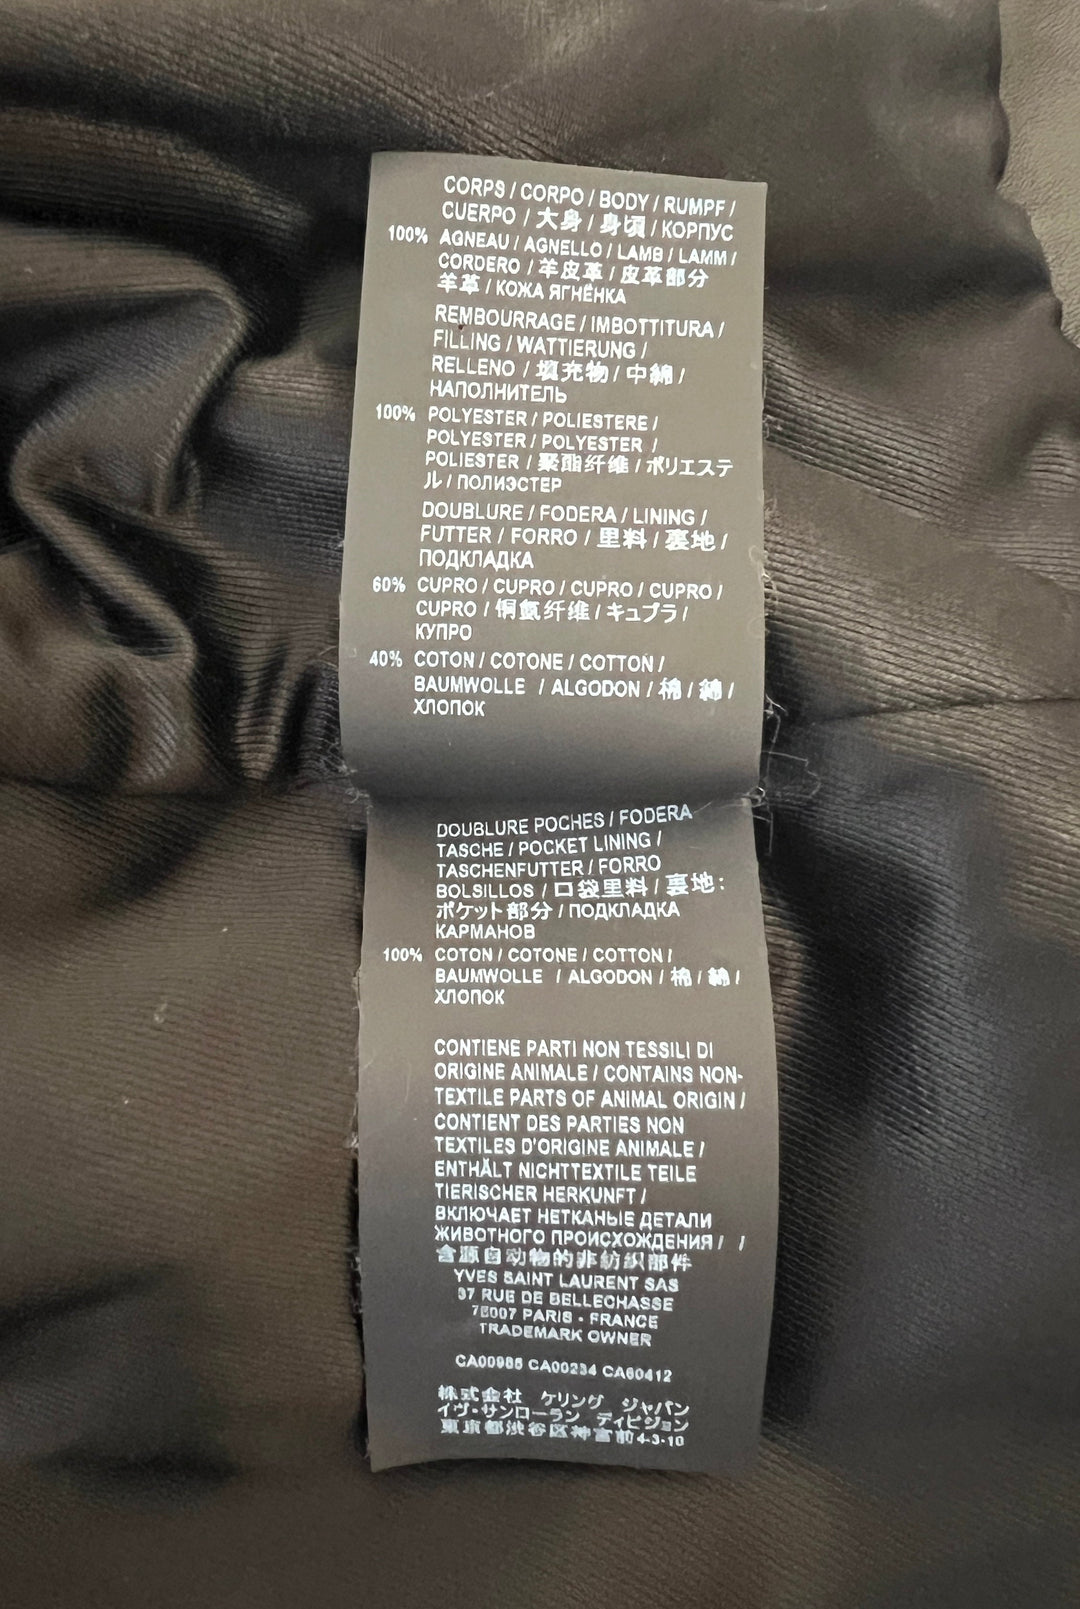 CORPS / CORPO / BODY / RUMPF /
CUERPO / 大身 / 身頃 / КОРПУС
100% AGNEAU / AGNELLO / LAMB / LAMM /
CORDERO / 羊皮革 / 皮革部分
羊革 / КОЖА ЯГНЁНКА
REMBOURRAGE / IMBOTTITURA /
FILLING / WATTIERUNG /
RELLENO / 填充物 / 中綿 /
НАПОЛНИТЕЛЬ
100% POLYESTER / POLIESTERE /
POLYESTER / POLYESTER /
POLIESTER / 聚酯纤维 / ポリエステ
ル / ПОЛИЭСТЕР
DOUBLURE / FODERA / LINING /
FUTTER / FORRO / 里料 / 裏地 /
ПОДКЛАДКА
60% CUPRO / CUPRO / CUPRO / CUPRO /
CUPRO / 铜氨纤维 / キュプラ /
КУПРО
40% COTON / COTONE / COTTON /
BAUMWOLLE / ALGODON / 棉 / 綿 /
ХЛОПОК
DOUBLURE POCHES / FODERA
TASCHE / POCKET LINING /
TASCHENFUTTER / FORRO
BOLSILLOS / 口袋里料 / 裏地:
ポケット部分 / ПОДКЛАДКА
КАРМАНОВ
100% COTON / COTONE / COTTON /
BAUMWOLLE / ALGODON / 棉 / 綿 /
ХЛОПОК
CONTIENE PARTI NON TESSILI DI
ORIGINE ANIMALE / CONTAINS NON-
TEXTILE PARTS OF ANIMAL ORIGIN /
CONTIENT DES PARTIES NON
TEXTILES D'ORIGINE ANIMALE /
ENTHÄLT NICHTTEXTILE TEILE
TIERISCHER HERKUNFT /
ВКЛЮЧАЕТ НЕТКАНЫЕ ДЕТАЛИ
ЖИВОТНОГО ПРОИСХОЖДЕНИЯ / /
含源自动物的非纺织部件
YVES SAINT LAURENT SAS
37 RUE DE BELLECHASSE
75007 PARIS - FRANCE
TRADEMARK OWNER
CA00985 CA00234 CA60412
株式会社 ケリング ジャパン
イヴ・サンローラン ディビジョン
東京都渋谷区神宮前4-3-10